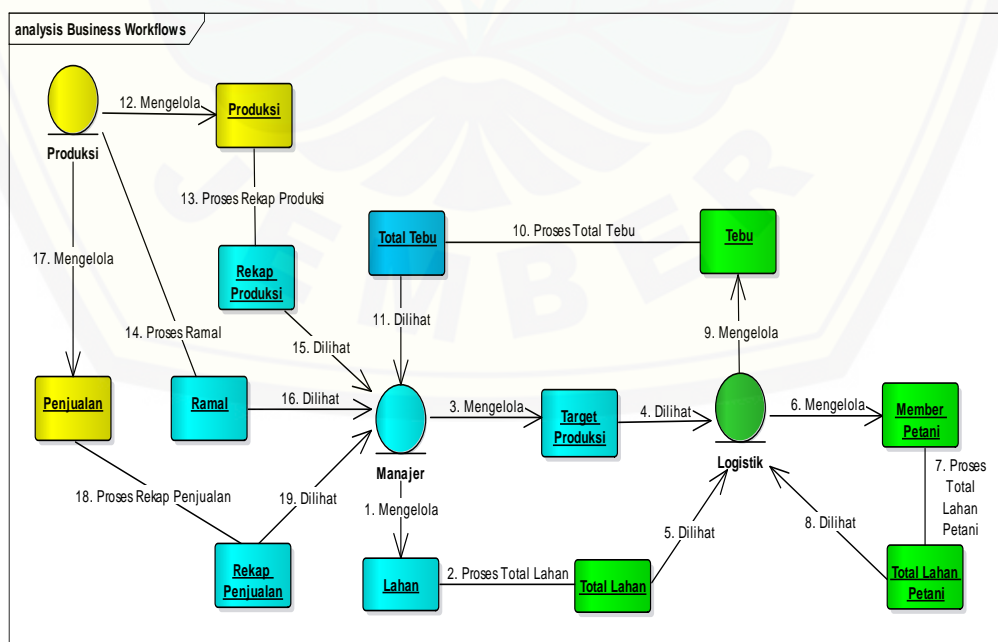 analysis Business Workflows
12. Mengelola
Produksi
Produksi
13. Proses Rekap Produksi
17. Mengelola
Rekap
Produksi
Total Tebu
10. Proses Total Tebu
Tebu
14. Proses Ramal
15. Dilihat
11. Dilihat
9. Mengelola
Penjualan
Ramal
16. Dilihat
Manajer
3. Mengelola
Target
Produksi
4. Dilihat
Logistik
6. Mengelola
Member
Petani
18. Proses Rekap Penjualan
19. Dilihat
1. Mengelola
5. Dilihat
8. Dilihat
7. Proses
Total
Lahan
Petani
Rekap
Penjualan
Lahan
2. Proses Total Lahan
Total Lahan
Total Lahan
Petani
JEMBER